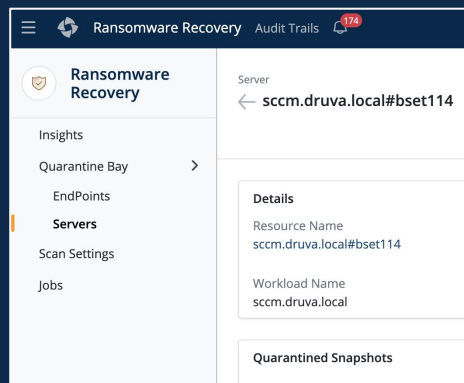 Ransomware Recovery Audit Trails 174
Ransomware
Recovery
Insights
Quarantine Bay
EndPoints
Servers
Scan Settings
Jobs
Server
sccm.druva.local#bset114
Details
Resource Name
sccm.druva.local#bset114
Workload Name
sccm.druva.local
Quarantined Snapshots